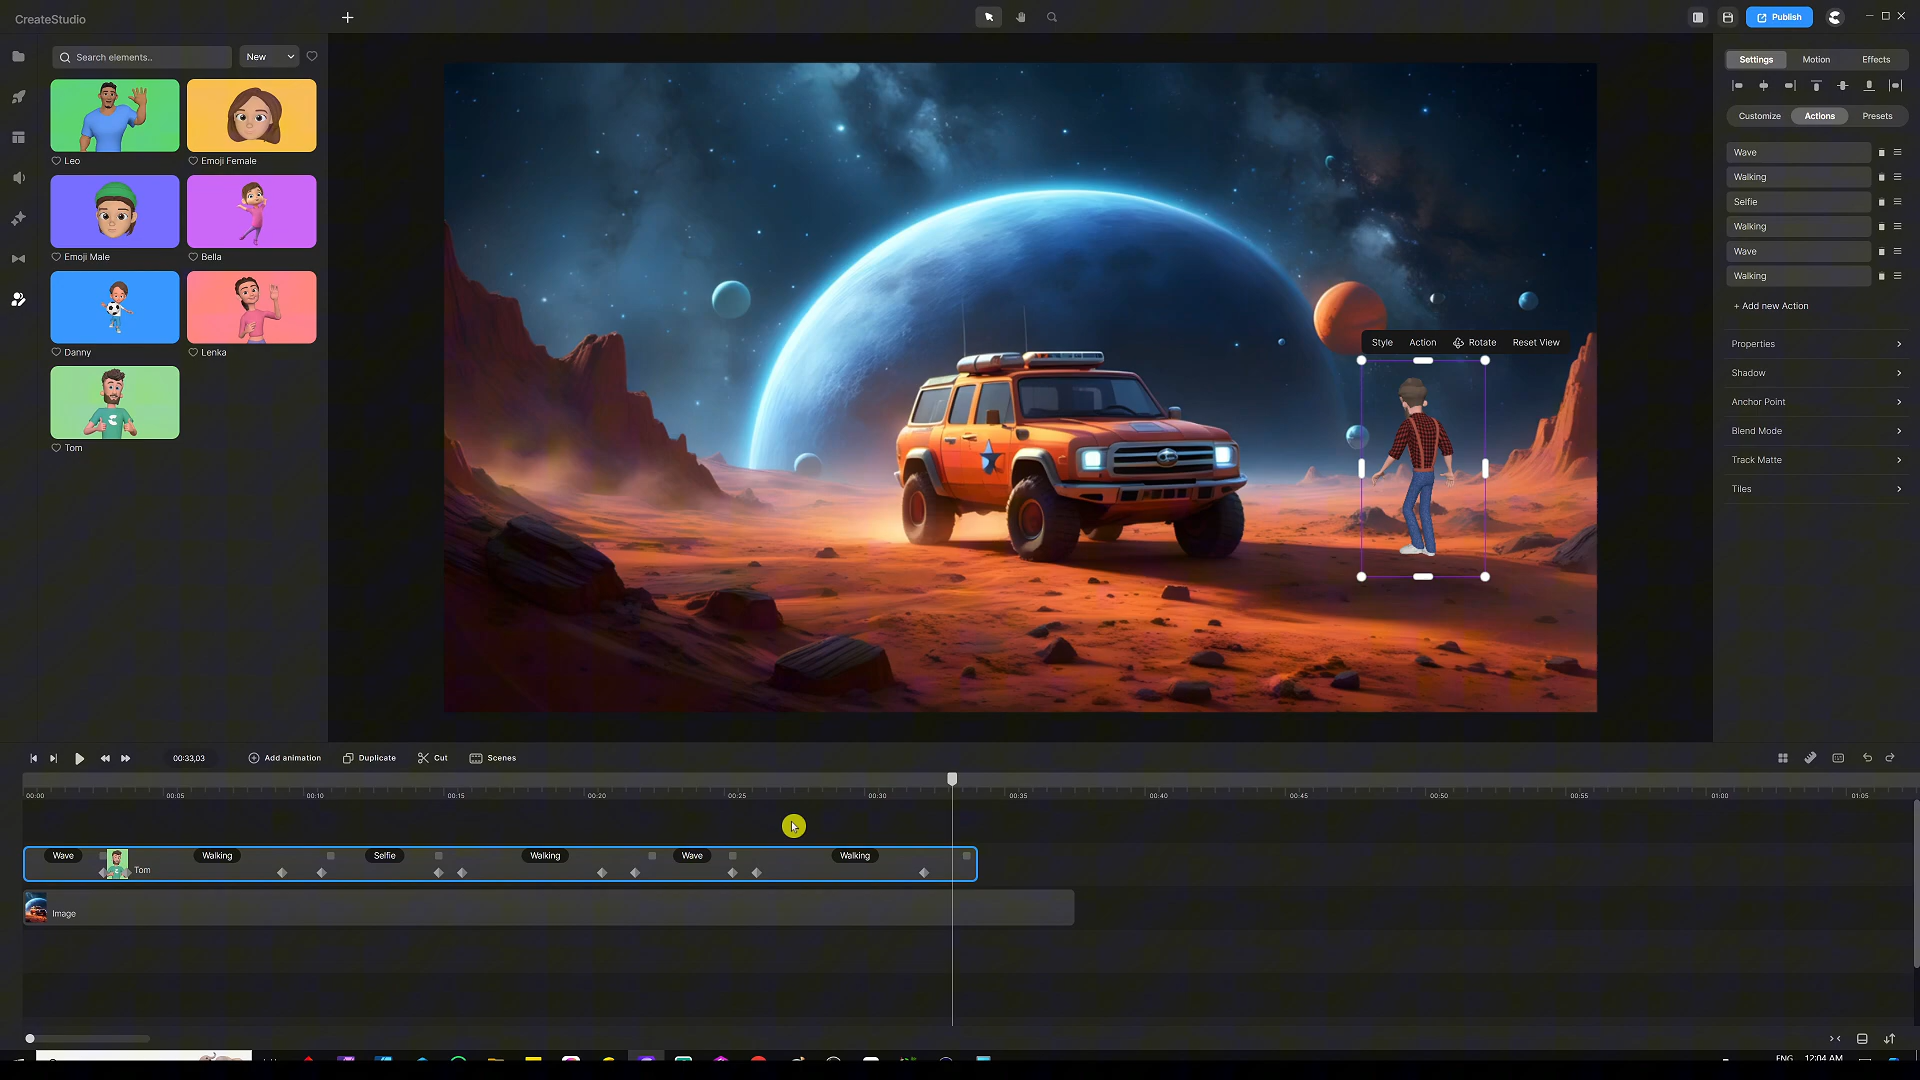 CreateStudio
Publish
Search elements..
New
Leo
Emoji Female
Emoji Male
Bella
Danny
Lenka
Tom
Settings
Motion
Effects
Customize
Actions
Presets
Wave
Walking
Selfie
Walking
Wave
Walking
+ Add new Action
Properties
Shadow
Anchor Point
Blend Mode
Track Matte
Tiles
Style
Action
Rotate
Reset View
00:33,03
Add animation
Duplicate
Cut
Scenes
00:00
00:05
00:10
00:15
00:20
00:25
00:30
00:35
00:40
00:45
00:50
00:55
01:00
01:05
Wave
Walking
Selfie
Walking
Wave
Walking
Tom
Image
ENG
12:04 AM